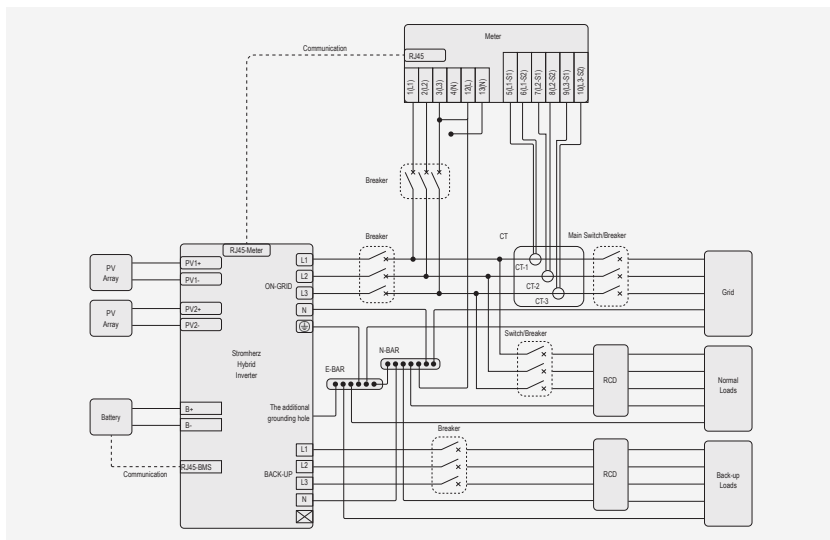 Meter
Communication
RJ45
1(L1)
2(L2)
3(L3)
4(N)
12(L)
13(N)
5(L1-S1)
6(L1-S2)
7(L2-S1)
8(L2-S2)
9(L3-S1)
10(L3-S2)
Breaker
Breaker
CT
Main Switch/Breaker
RJ45-Meter
PV
Array
PV1+
PV1-
ON-GRID
L1
L2
L3
N
CT-1
CT-2
CT-3
Grid
PV
Array
PV2+
PV2-
Stromherz
Hybrid
Inverter
Switch/Breaker
N-BAR
E-BAR
RCD
Normal
Loads
Battery
B+
B-
The additional
grounding hole
Breaker
RJ45-BMS
Communication
BACK-UP
L1
L2
L3
N
RCD
Back-up
Loads